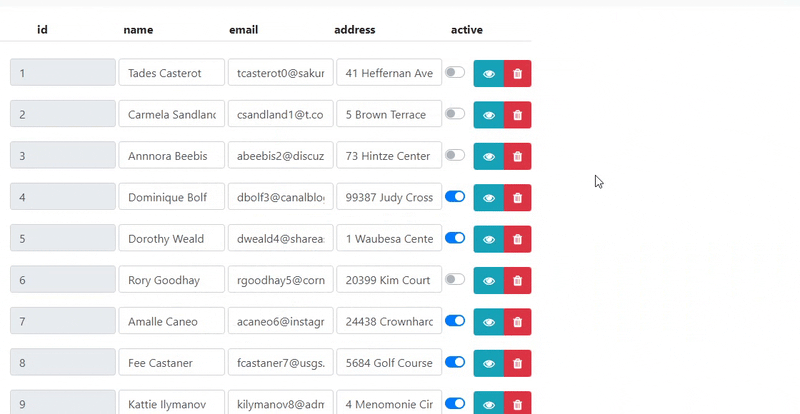 id name email address active
1 Tades Casterot tcasterot0@sakur 41 Heffernan Ave
2 Carmela Sandland csandland1@t.co 5 Brown Terrace
3 Annnora Beebis abeebis2@discuz 73 Hintze Center
4 Dominique Bolf dbolf3@canalblog 99387 Judy Cross
5 Dorothy Weald dweald4@shareas 1 Waubesa Cente
6 Rory Goodhay rgoodhay5@corn 20399 Kim Court
7 Amalle Caneo acaneo6@instagr 24438 Crownharc
8 Fee Castaner fcastaner7@usgs. 5684 Golf Course
9 Kattie Ilymanov kilymanov8@adm 4 Menomonie Cir